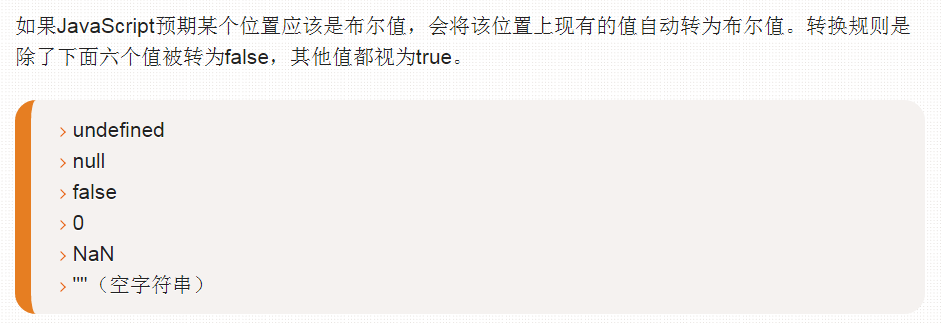 如果JavaScript预期某个位置应该是布尔值，会将该位置上现有的值自动转为布尔值。转换规则是
除了下面六个值被转为false，其他值都视为true。
› undefined
› null
› false
› 0
› NaN
› ""（空字符串）